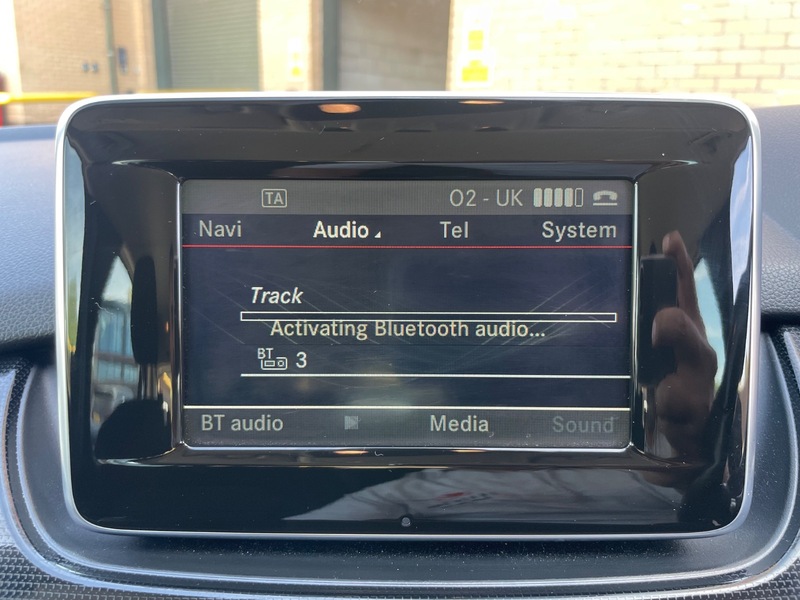 TA O2 - UK
Navi Audio Tel System
Track
Activating Bluetooth audio...
BT 3
BT audio Media Sound